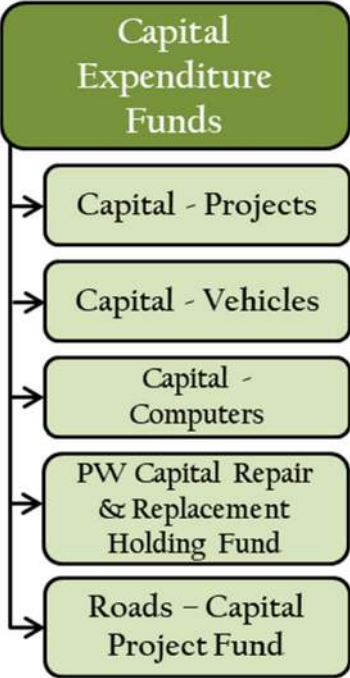 Capital
Expenditure
Funds
Capital - Projects
Capital - Vehicles
Capital -
Computers
PW Capital Repair
& Replacement
Holding Fund
Roads – Capital
Project Fund